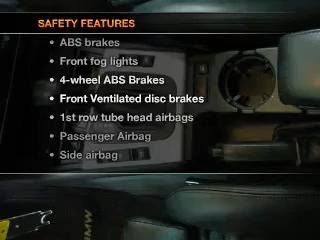 SAFETY FEATURES
• ABS brakes
• Front fog lights
• 4-wheel ABS Brakes
• Front Ventilated disc brakes
• 1st row tube head airbags
• Passenger Airbag
• Side airbag
BMW